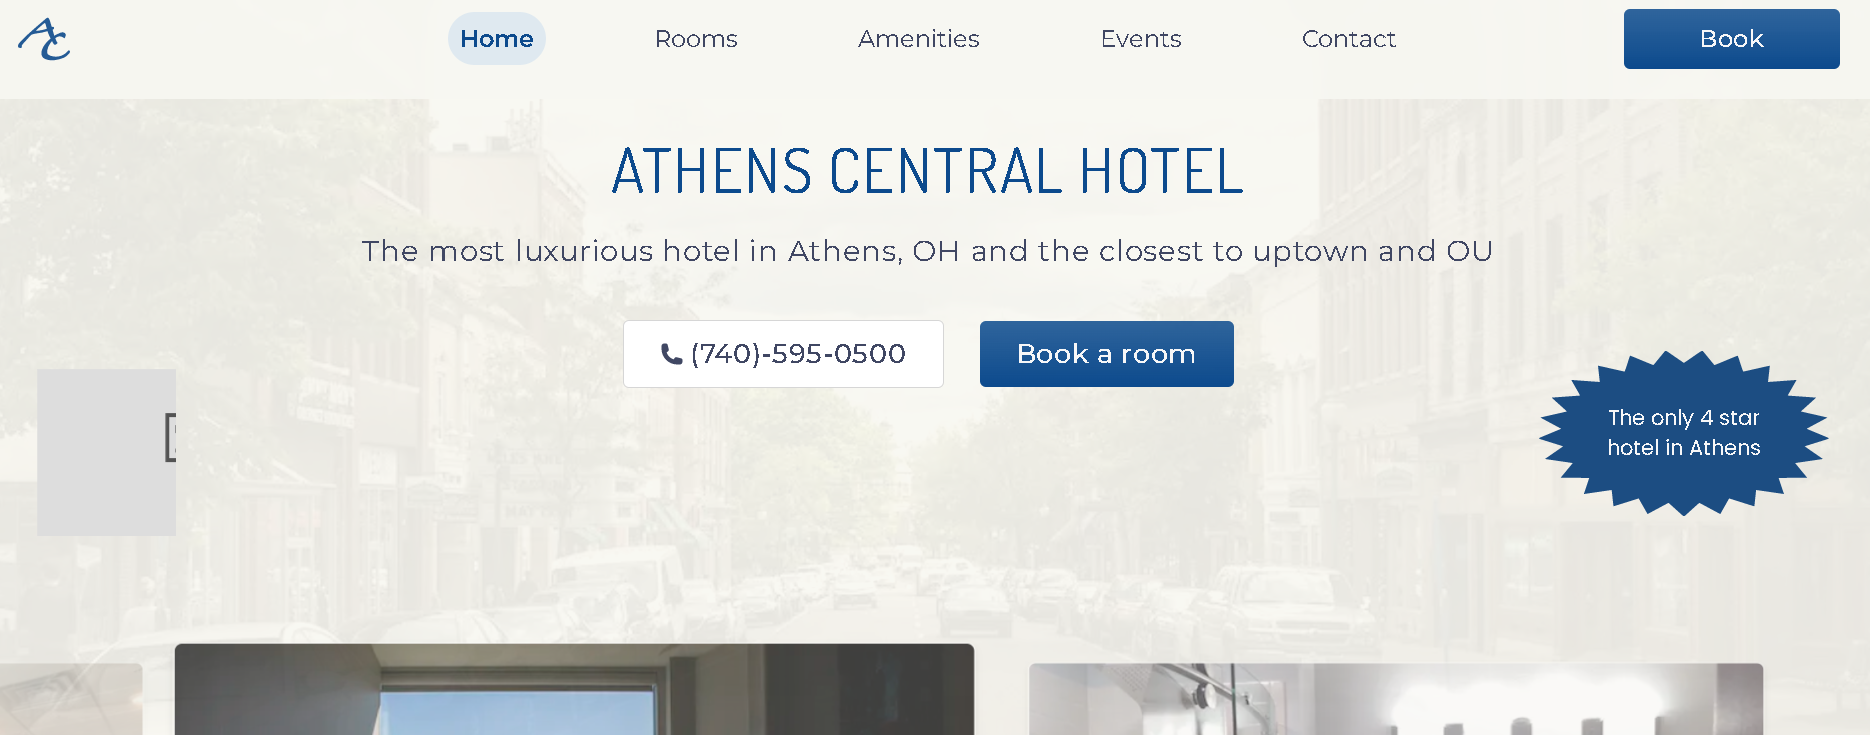 AC
Home
Rooms
Amenities
Events
Contact
Book
ATHENS CENTRAL HOTEL
The most luxurious hotel in Athens, OH and the closest to uptown and OU
(740)-595-0500
Book a room
The only 4 star
hotel in Athens